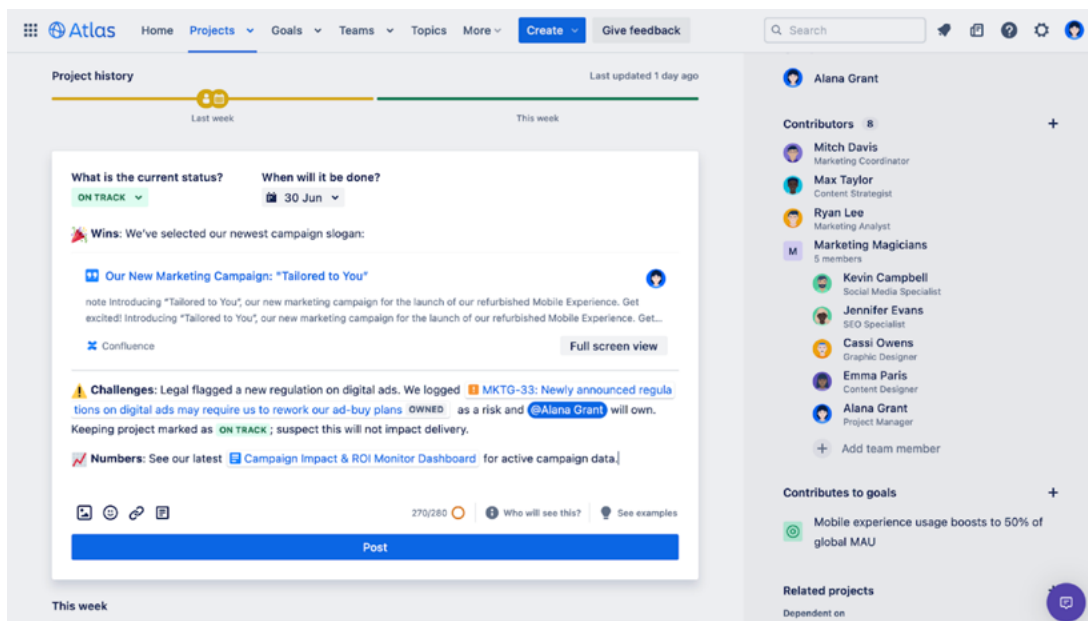 Atlas
Home Projects Goals Teams Topics More Create Give feedback Search
Project history Last updated 1 day ago
Last week This week
What is the current status? When will it be done?
ON TRACK 30 Jun
Wins: We've selected our newest campaign slogan:
Our New Marketing Campaign: "Tailored to You"
note Introducing "Tailored to You", our new marketing campaign for the launch of our refurbished Mobile Experience. Get
excited! Introducing "Tailored to You", our new marketing campaign for the launch of our refurbished Mobile Experience. Get...
Confluence Full screen view
Challenges: Legal flagged a new regulation on digital ads. We logged MKTG-33: Newly announced regula
tions on digital ads may require us to rework our ad-buy plans OWNED as a risk and @Alana Grant will own.
Keeping project marked as ON TRACK ; suspect this will not impact delivery.
Numbers: See our latest Campaign Impact & ROI Monitor Dashboard for active campaign data.
270/280 Who will see this? See examples
Post
This week
Alana Grant
Contributors 8
Mitch Davis
Marketing Coordinator
Max Taylor
Content Strategist
Ryan Lee
Marketing Analyst
M Marketing Magicians
5 members
Kevin Campbell
Social Media Specialist
Jennifer Evans
SEO Specialist
Cassi Owens
Graphic Designer
Emma Paris
Content Designer
Alana Grant
Project Manager
Add team member
Contributes to goals
Mobile experience usage boosts to 50% of
global MAU
Related projects
Dependent on